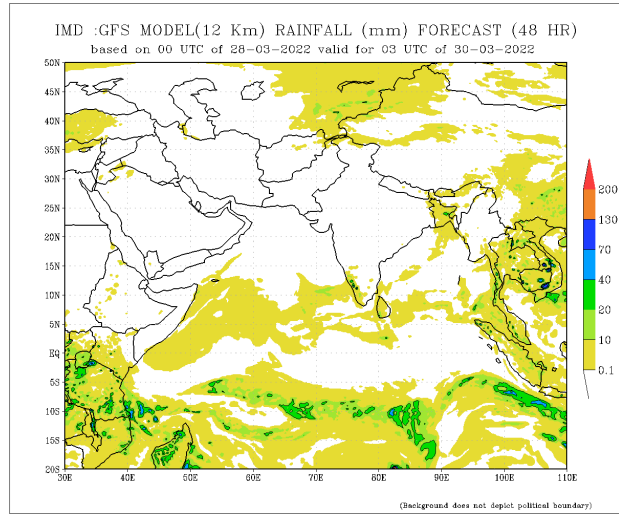 IMD :GFS MODEL(12 Km) RAINFALL (mm) FORECAST (48 HR)
based on 00 UTC of 28-03-2022 valid for 03 UTC of 30-03-2022
50N
45N
40N
35N
30N
25N
20N
15N
10N
5N
EQ
5S
10S
15S
20S
30E
40E
50E
60E
70E
80E
90E
100E
110E
200
130
70
40
20
10
0.1
(Background does not depict political boundary)